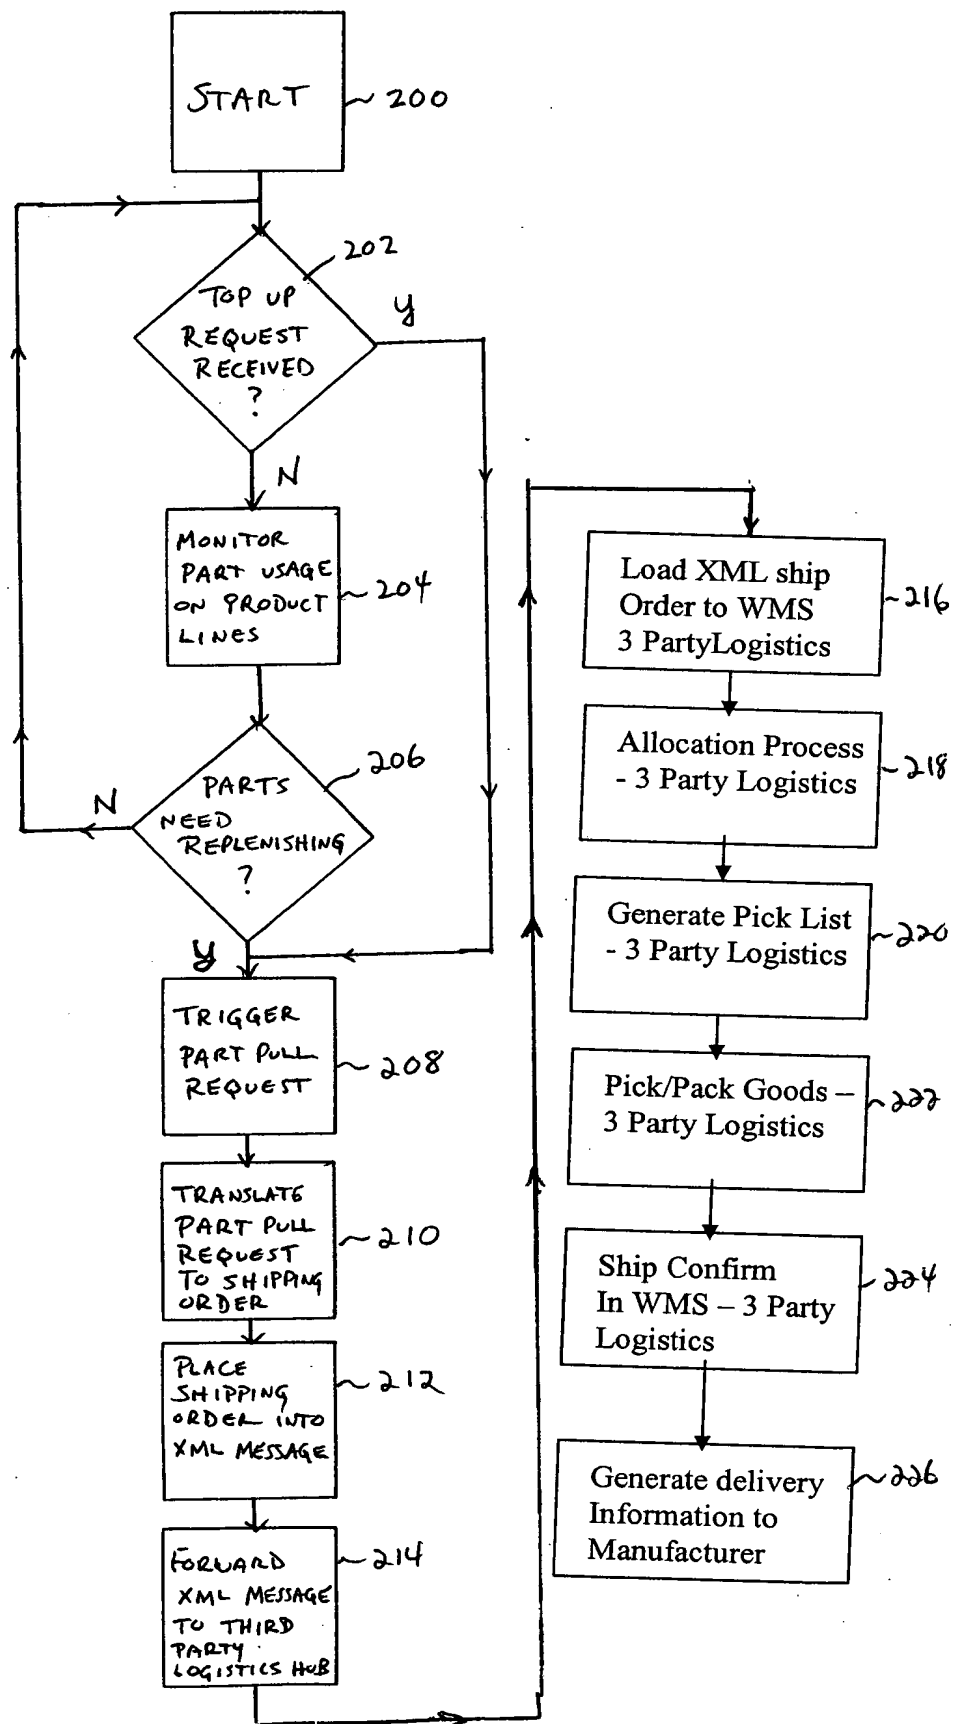 START
200
202
TOP UP
REQUEST
RECEIVED
?
Y
N
MONITOR
PART USAGE
ON PRODUCT
LINES
204
206
PARTS
NEED
REPLENISHING
?
N
Y
TRIGGER
PART PULL
REQUEST
208
TRANSLATE
PART PULL
REQUEST
TO SHIPPING
ORDER
210
PLACE
SHIPPING
ORDER INTO
XML MESSAGE
212
FORWARD
XML MESSAGE
TO THIRD
PARTY
LOGISTICS HUB
214
Load XML ship
Order to WMS
3 PartyLogistics
216
Allocation Process
- 3 Party Logistics
218
Generate Pick List
- 3 Party Logistics
220
Pick/Pack Goods –
3 Party Logistics
222
Ship Confirm
In WMS – 3 Party
Logistics
224
Generate delivery
Information to
Manufacturer
226